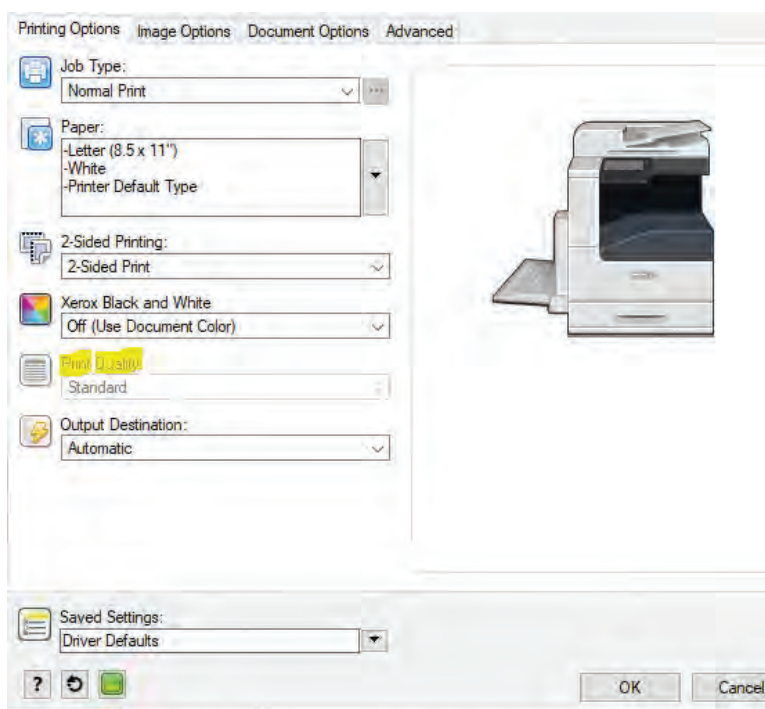 Printing Options Image Options Document Options Advanced
Job Type:
Normal Print
Paper:
-Letter (8.5 x 11")
-White
-Printer Default Type
2-Sided Printing:
2-Sided Print
Xerox Black and White
Off (Use Document Color)
Print Quality:
Standard
Output Destination:
Automatic
Saved Settings:
Driver Defaults
?
OK Cancel